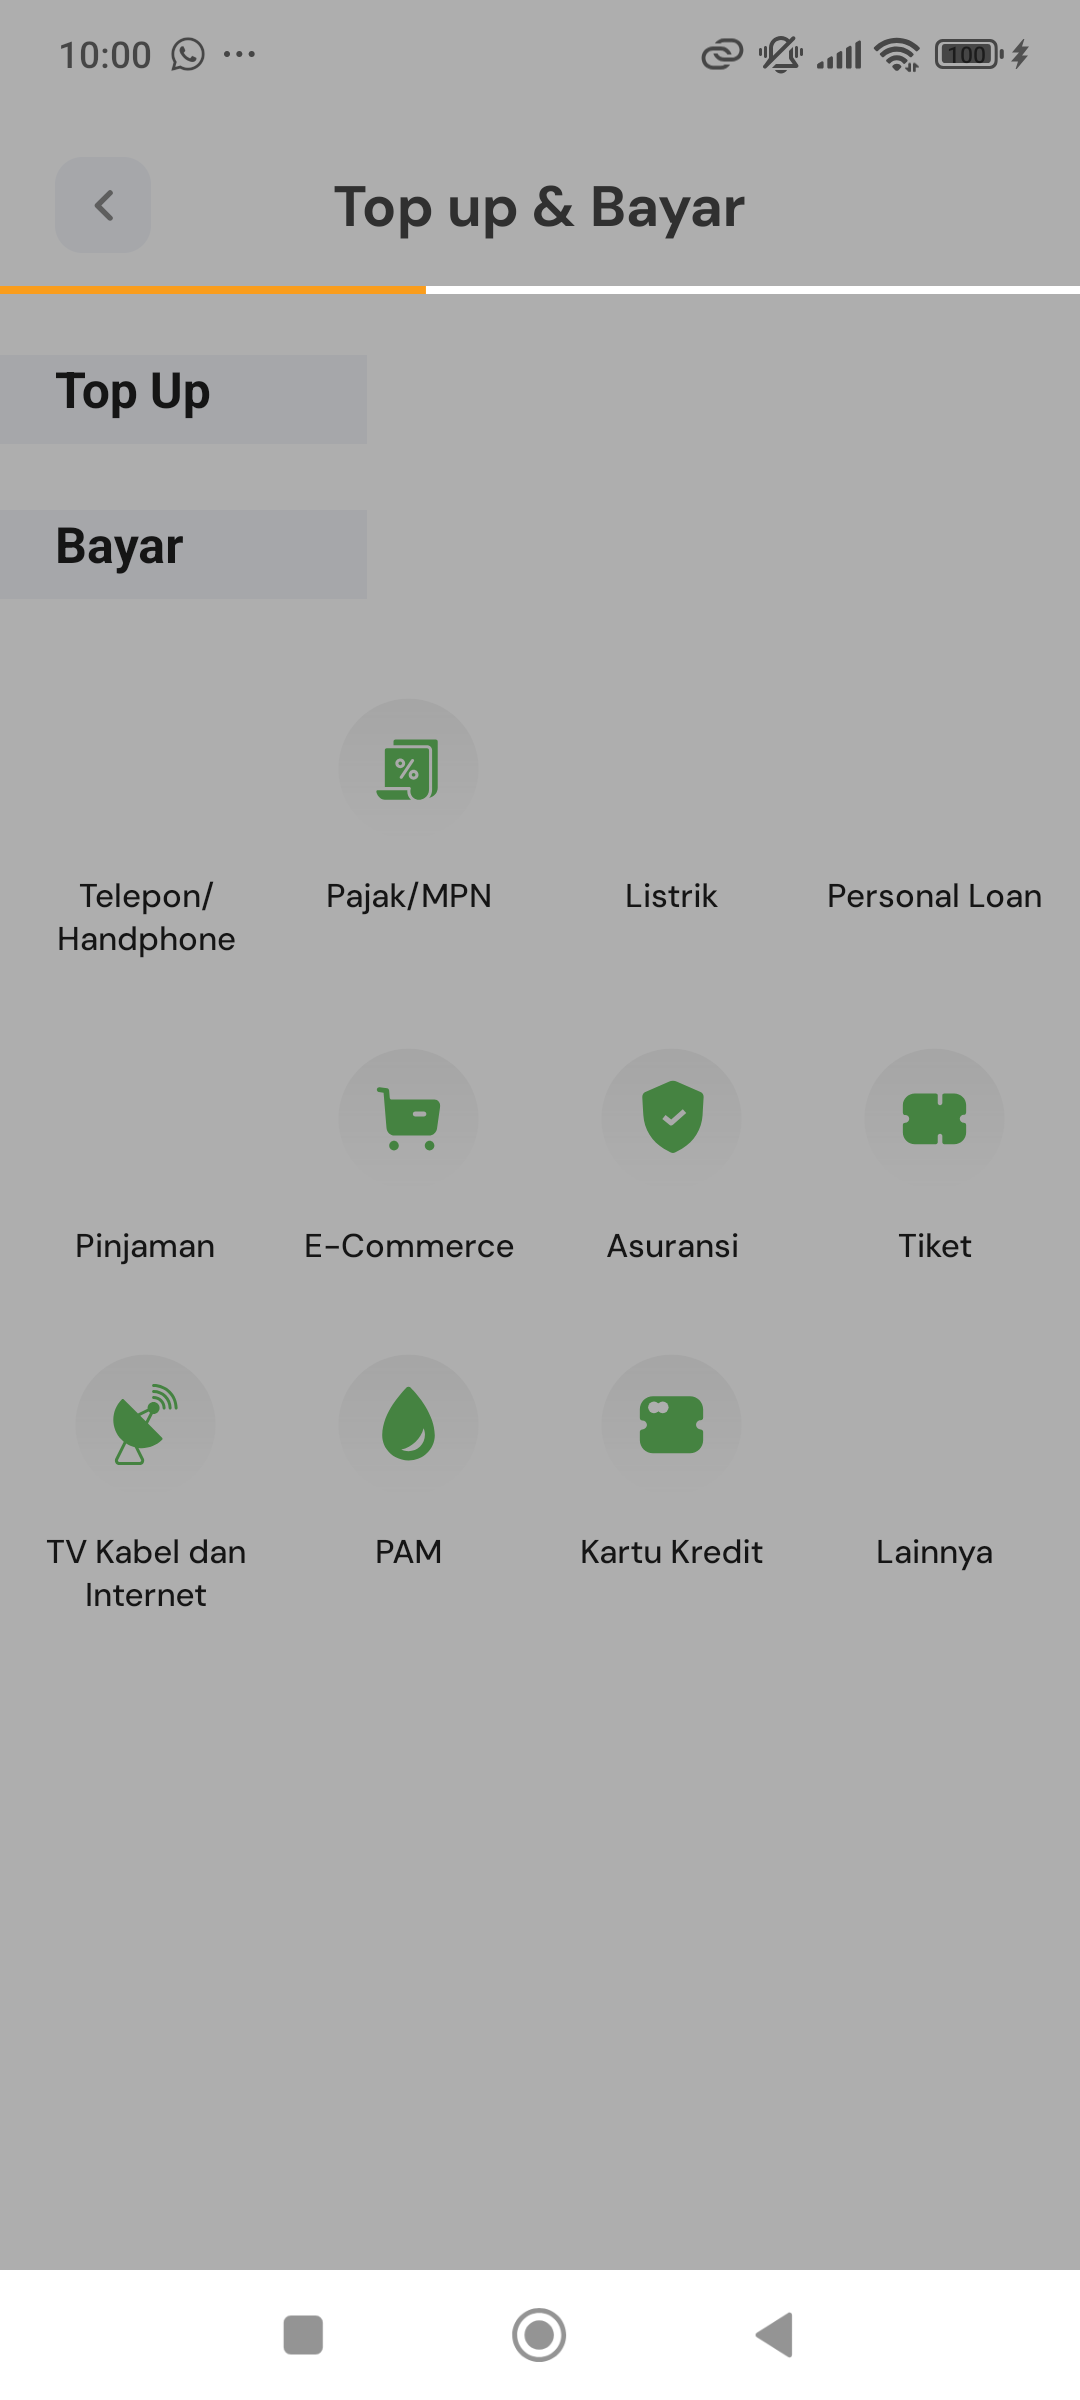 10:00
100
Top up & Bayar
Top Up
Bayar
%
Telepon/
Handphone
Pajak/MPN
Listrik
Personal Loan
Pinjaman
E-Commerce
Asuransi
Tiket
TV Kabel dan
Internet
PAM
Kartu Kredit
Lainnya